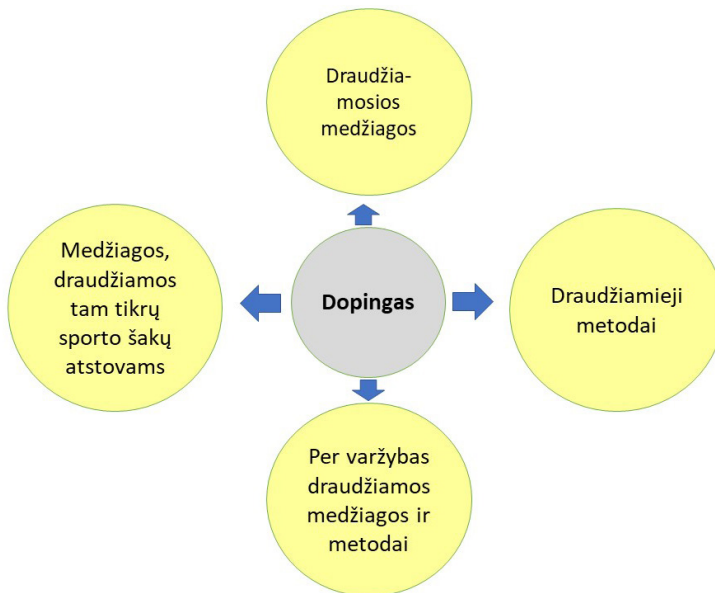 Draudžia-
mosios
medžiagos
Medžiagos,
draudžiamos
tam tikrų
sporto šakų
atstovams
Dopingas
Draudžiamieji
metodai
Per varžybas
draudžiamos
medžiagos ir
metodai